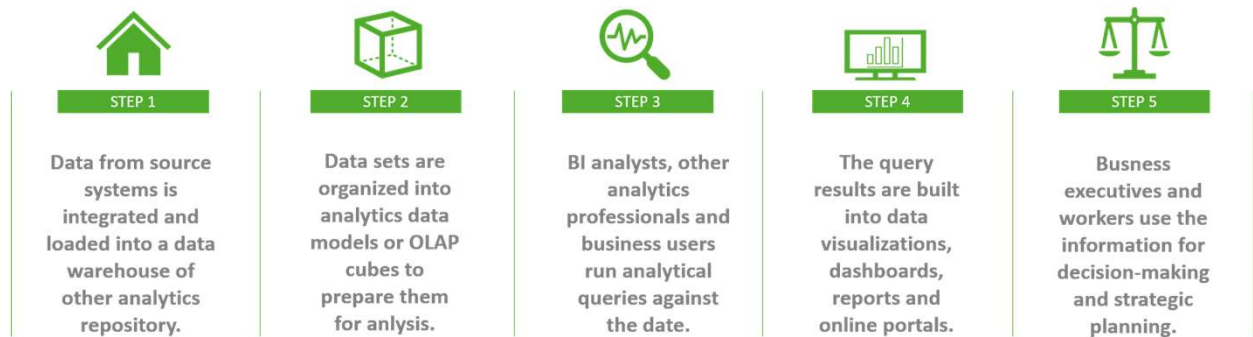 STEP 1
Data from source
systems is
integrated and
loaded into a data
warehouse of
other analytics
repository.
STEP 2
Data sets are
organized into
analytics data
models or OLAP
cubes to
prepare them
for anlysis.
STEP 3
BI analysts, other
analytics
professionals and
business users
run analytical
queries against
the date.
STEP 4
The query
results are built
into data
visualizations,
dashboards,
reports and
online portals.
STEP 5
Busness
executives and
workers use the
information for
decision-making
and strategic
planning.